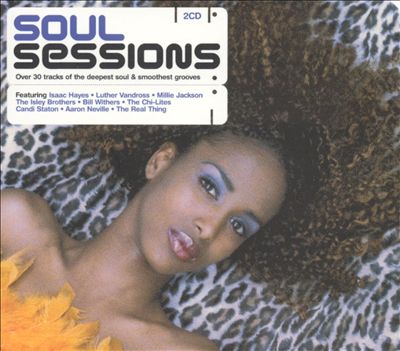 SOUL
2CD
Sessions
Over 30 tracks of the deepest soul & smoothest grooves
Featuring Isaac Hayes • Luther Vandross • Millie Jackson
The Isley Brothers • Bill Withers • The Chi-Lites
Candi Staton • Aaron Neville • The Real Thing